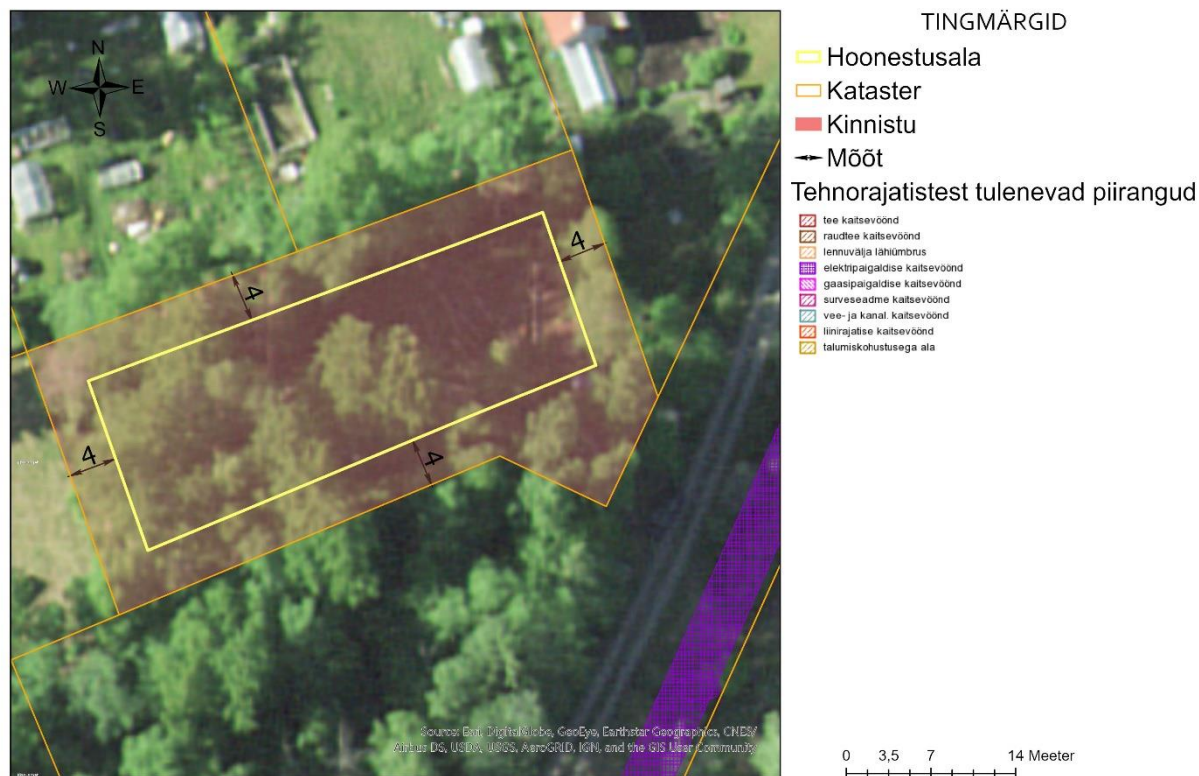 TINGMÄRGID
Hoonestusala
Kataster
Kinnistu
Mõõt
Tehnorajatistest tulenevad piirangud
tee kaitsevöönd
raudtee kaitsevöönd
lennuvälja lähiümbrus
elektripaigaldise kaitsevöönd
gaasipaigaldise kaitsevöönd
surveseadme kaitsevöönd
vee- ja kanal. kaitsevöönd
liinirajatise kaitsevöönd
talumiskohustusega ala
N
W E
S
4
4
4
4
Source: Esri, DigitalGlobe, GeoEye, Earthstar Geographics, CNES/
Airbus DS, USDA, USGS, AeroGRID, IGN, and the GIS User Community
0 3,5 7 14 Meeter